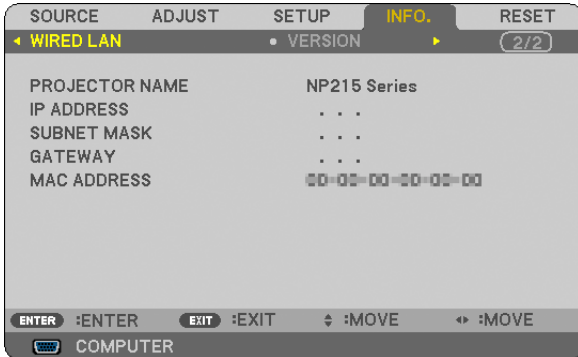 SOURCE ADJUST SETUP INFO. RESET
WIRED LAN VERSION 2/2
PROJECTOR NAME NP215 Series
IP ADDRESS . . .
SUBNET MASK . . .
GATEWAY . . .
MAC ADDRESS
ENTER :ENTER EXIT :EXIT :MOVE :MOVE
COMPUTER